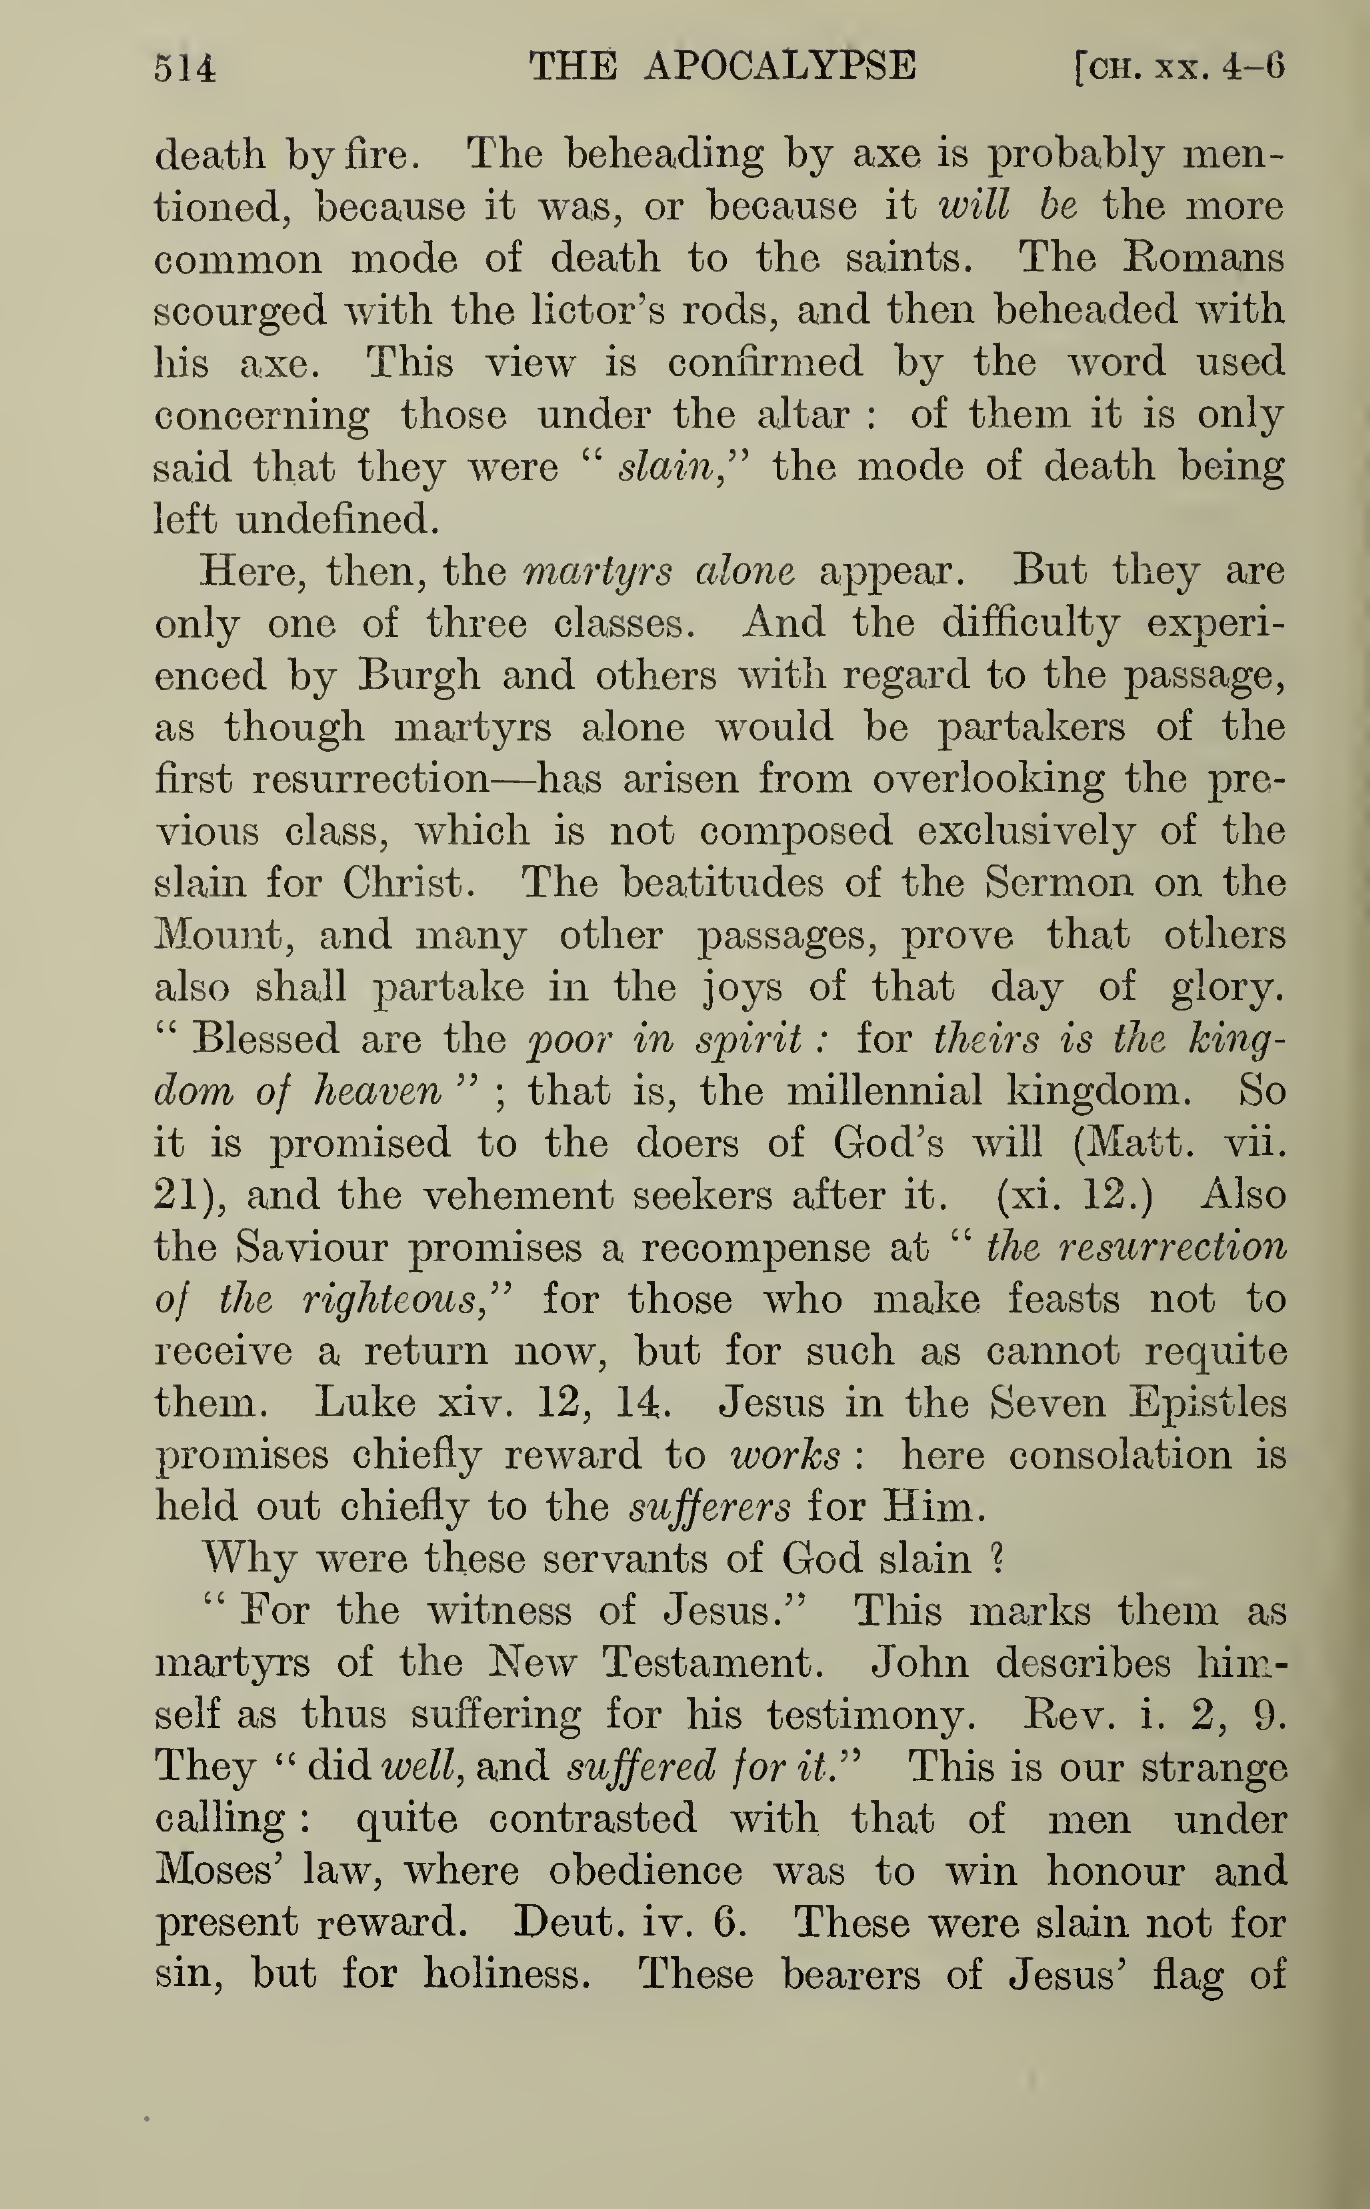 514 THE APOCALYPSE [CH. XX. 4–6
death by fire. The beheading by axe is probably men-
tioned, because it was, or because it will be the more
common mode of death to the saints. The Romans
scourged with the lictor's rods, and then beheaded with
his axe. This view is confirmed by the word used
concerning those under the altar : of them it is only
said that they were “ slain,” the mode of death being
left undefined.
Here, then, the martyrs alone appear. But they are
only one of three classes. And the difficulty experi-
enced by Burgh and others with regard to the passage,
as though martyrs alone would be partakers of the
first resurrection—has arisen from overlooking the pre-
vious class, which is not composed exclusively of the
slain for Christ. The beatitudes of the Sermon on the
Mount, and many other passages, prove that others
also shall partake in the joys of that day of glory.
“ Blessed are the poor in spirit : for theirs is the king-
dom of heaven ” ; that is, the millennial kingdom. So
it is promised to the doers of God's will (Matt. vii.
21), and the vehement seekers after it. (xi. 12.) Also
the Saviour promises a recompense at “ the resurrection
of the righteous,” for those who make feasts not to
receive a return now, but for such as cannot requite
them. Luke xiv. 12, 14. Jesus in the Seven Epistles
promises chiefly reward to works : here consolation is
held out chiefly to the sufferers for Him.
Why were these servants of God slain ?
“ For the witness of Jesus.” This marks them as
martyrs of the New Testament. John describes him-
self as thus suffering for his testimony. Rev. i. 2, 9.
They “ did well, and suffered for it.” This is our strange
calling : quite contrasted with that of men under
Moses' law, where obedience was to win honour and
present reward. Deut. iv. 6. These were slain not for
sin, but for holiness. These bearers of Jesus' flag of